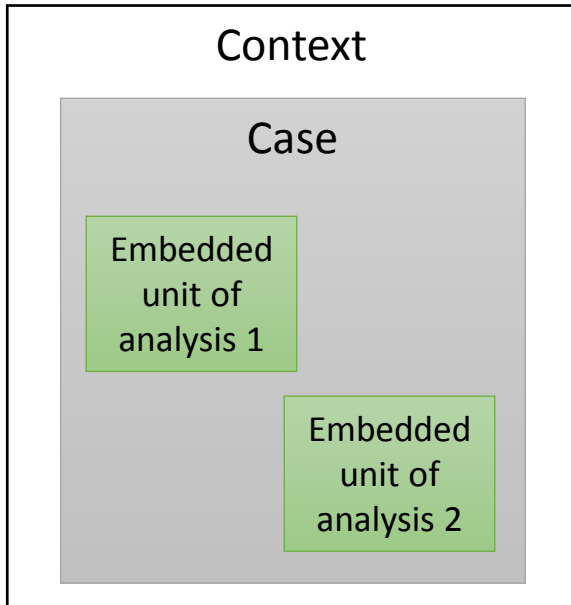 Context
Case
Embedded
unit of
analysis 1
Embedded
unit of
analysis 2